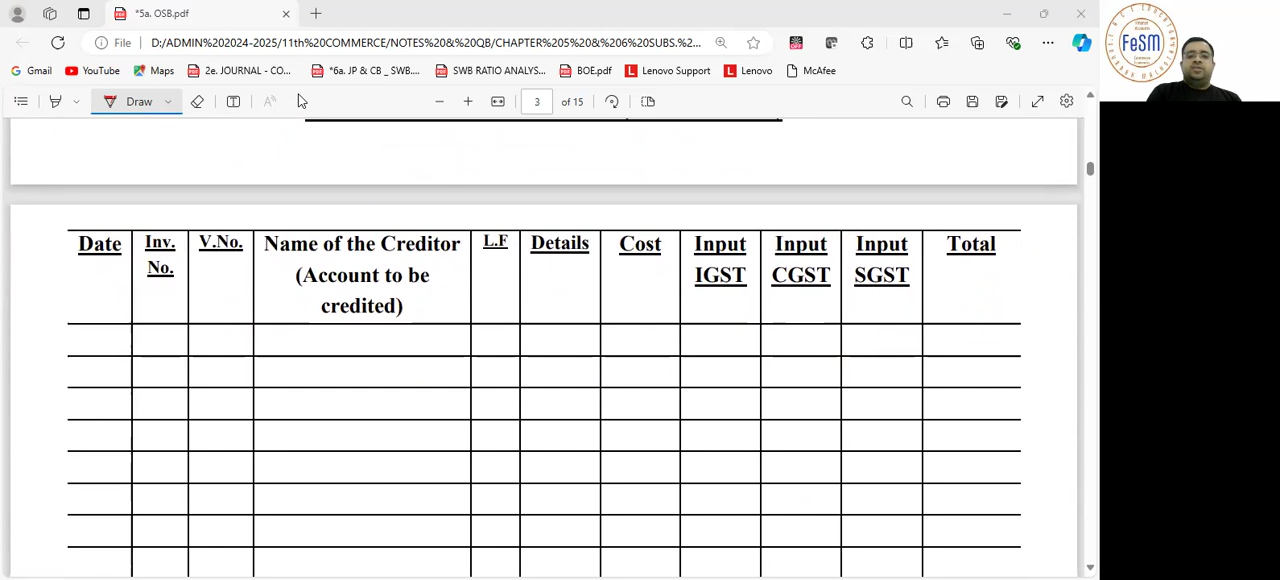 *5a. OSB.pdf
File
D:/ADMIN%202024-2025/11th%20COMMERCE/NOTES%20&%20QB/CHAPTER%205%20&%206%20SUBS.%2...
Gmail
YouTube
Maps
2e. JOURNAL - CO...
*6a. JP & CB _ SWB....
SWB RATIO ANALYS...
BOE.pdf
Lenovo Support
Lenovo
McAfee
Draw
3 of 15
Date
Inv. No.
V.No.
Name of the Creditor
(Account to be
credited)
L.F
Details
Cost
Input
IGST
Input
CGST
Input
SGST
Total
FeSM